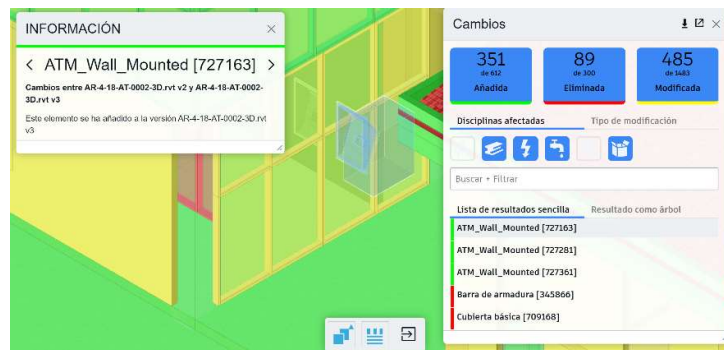 INFORMACIÓN
ATM_Wall_Mounted [727163]
Cambios entre AR-4-18-AT-0002-3D.rvt v2 y AR-4-18-AT-0002-
3D.rvt v3
Este elemento se ha añadido a la versión AR-4-18-AT-0002-3D.rvt
v3
Cambios
351
de 612
Añadida
89
de 300
Eliminada
485
de 1483
Modificada
Disciplinas afectadas
Tipo de modificación
Buscar + Filtrar
Lista de resultados sencilla
Resultado como árbol
ATM_Wall_Mounted [727163]
ATM_Wall_Mounted [727281]
ATM_Wall_Mounted [727361]
Barra de armadura [345866]
Cubierta básica [709168]